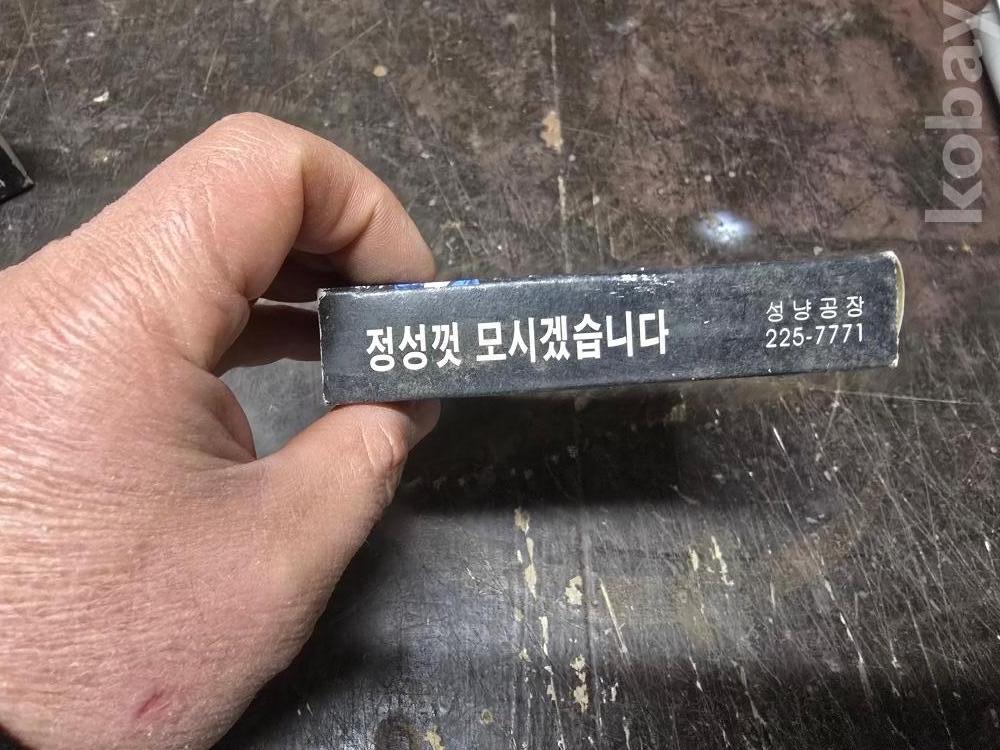 정성껏 모시겠습니다
성냥공장
225-7771
kobay